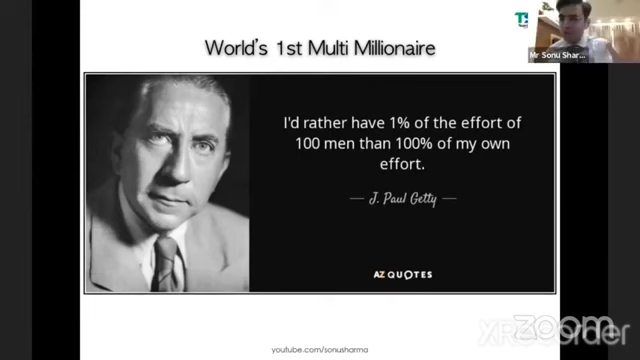 World's 1st Multi Millionaire
Mr Sonu Shar...
I'd rather have 1% of the effort of
100 men than 100% of my own
effort.
— J. Paul Getty —
AZ QUOTES
zoom
youtube.com/sonusharma